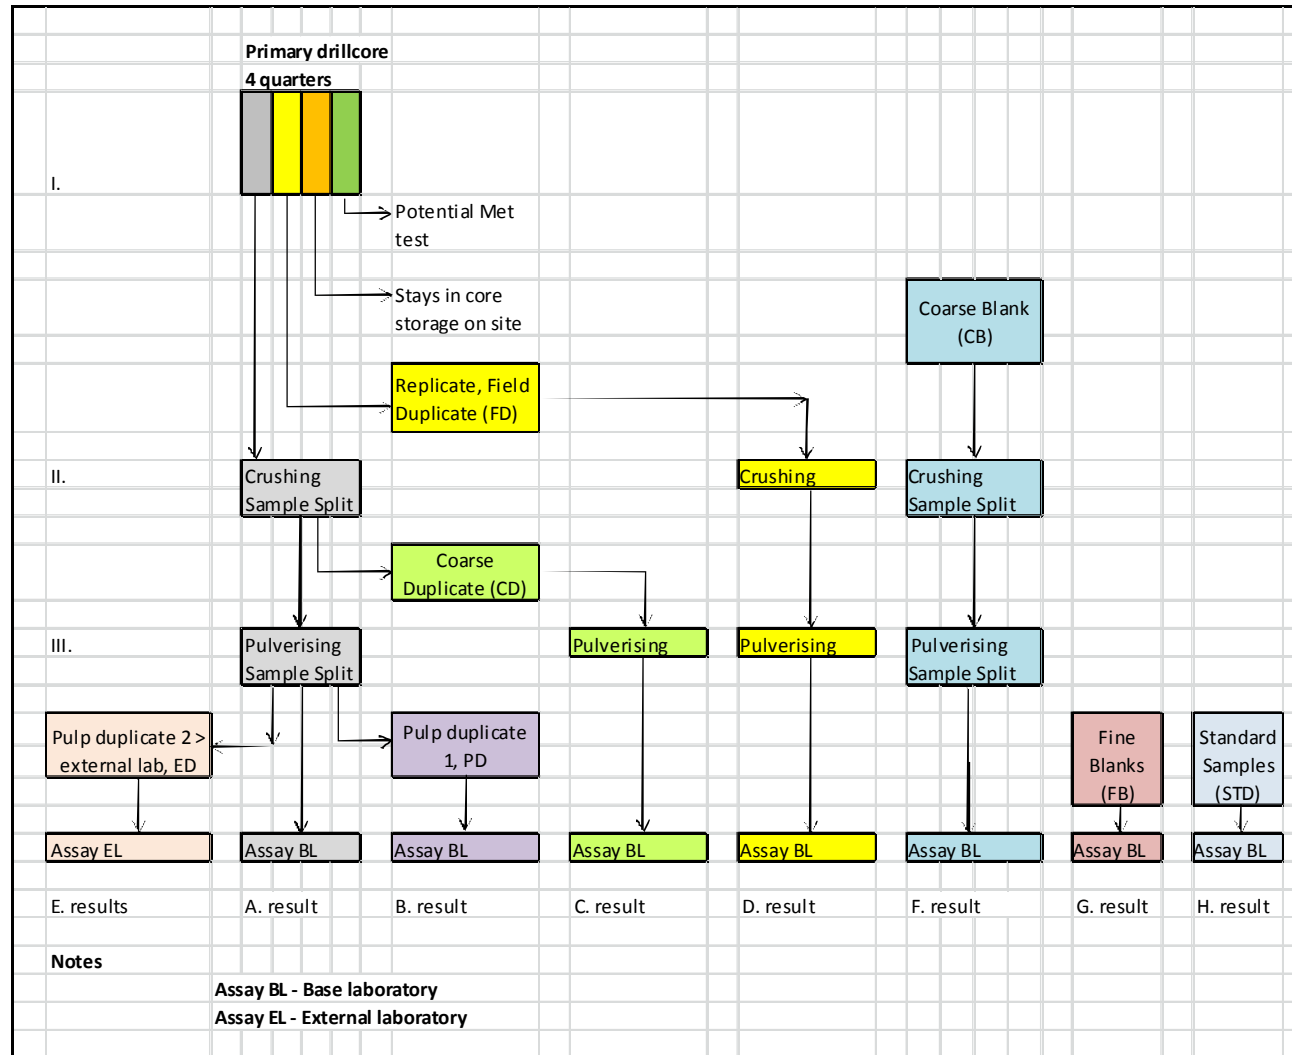 Primary drillcore
4 quarters
I.
Potential Met
test
Stays in core
storage on site
Coarse Blank
(CB)
Replicate, Field
Duplicate (FD)
II.
Crushing
Sample Split
Crushing
Crushing
Sample Split
Coarse
Duplicate (CD)
III.
Pulverising
Sample Split
Pulverising
Pulverising
Pulverising
Sample Split
Pulp duplicate 2 >
external lab, ED
Pulp duplicate
1, PD
Fine
Blanks
(FB)
Standard
Samples
(STD)
Assay EL
Assay BL
Assay BL
Assay BL
Assay BL
Assay BL
Assay BL
Assay BL
E. results
A. result
B. result
C. result
D. result
F. result
G. result
H. result
Notes
Assay BL - Base laboratory
Assay EL - External laboratory